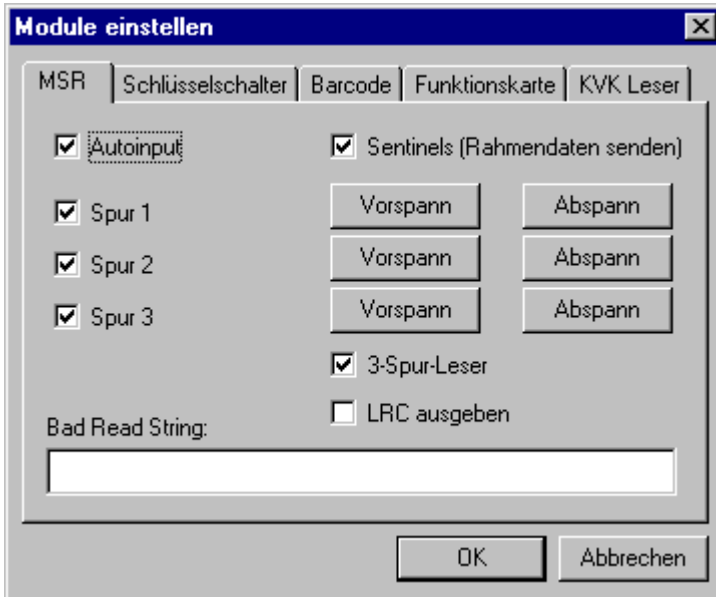 Module einstellen
MSR Schlüsselschalter Barcode Funktionskarte KVK Leser
Autoinput Sentinels (Rahmendaten senden)
Spur 1 Vorspann Abspann
Spur 2 Vorspann Abspann
Spur 3 Vorspann Abspann
3-Spur-Leser
LRC ausgeben
Bad Read String:
OK Abbrechen